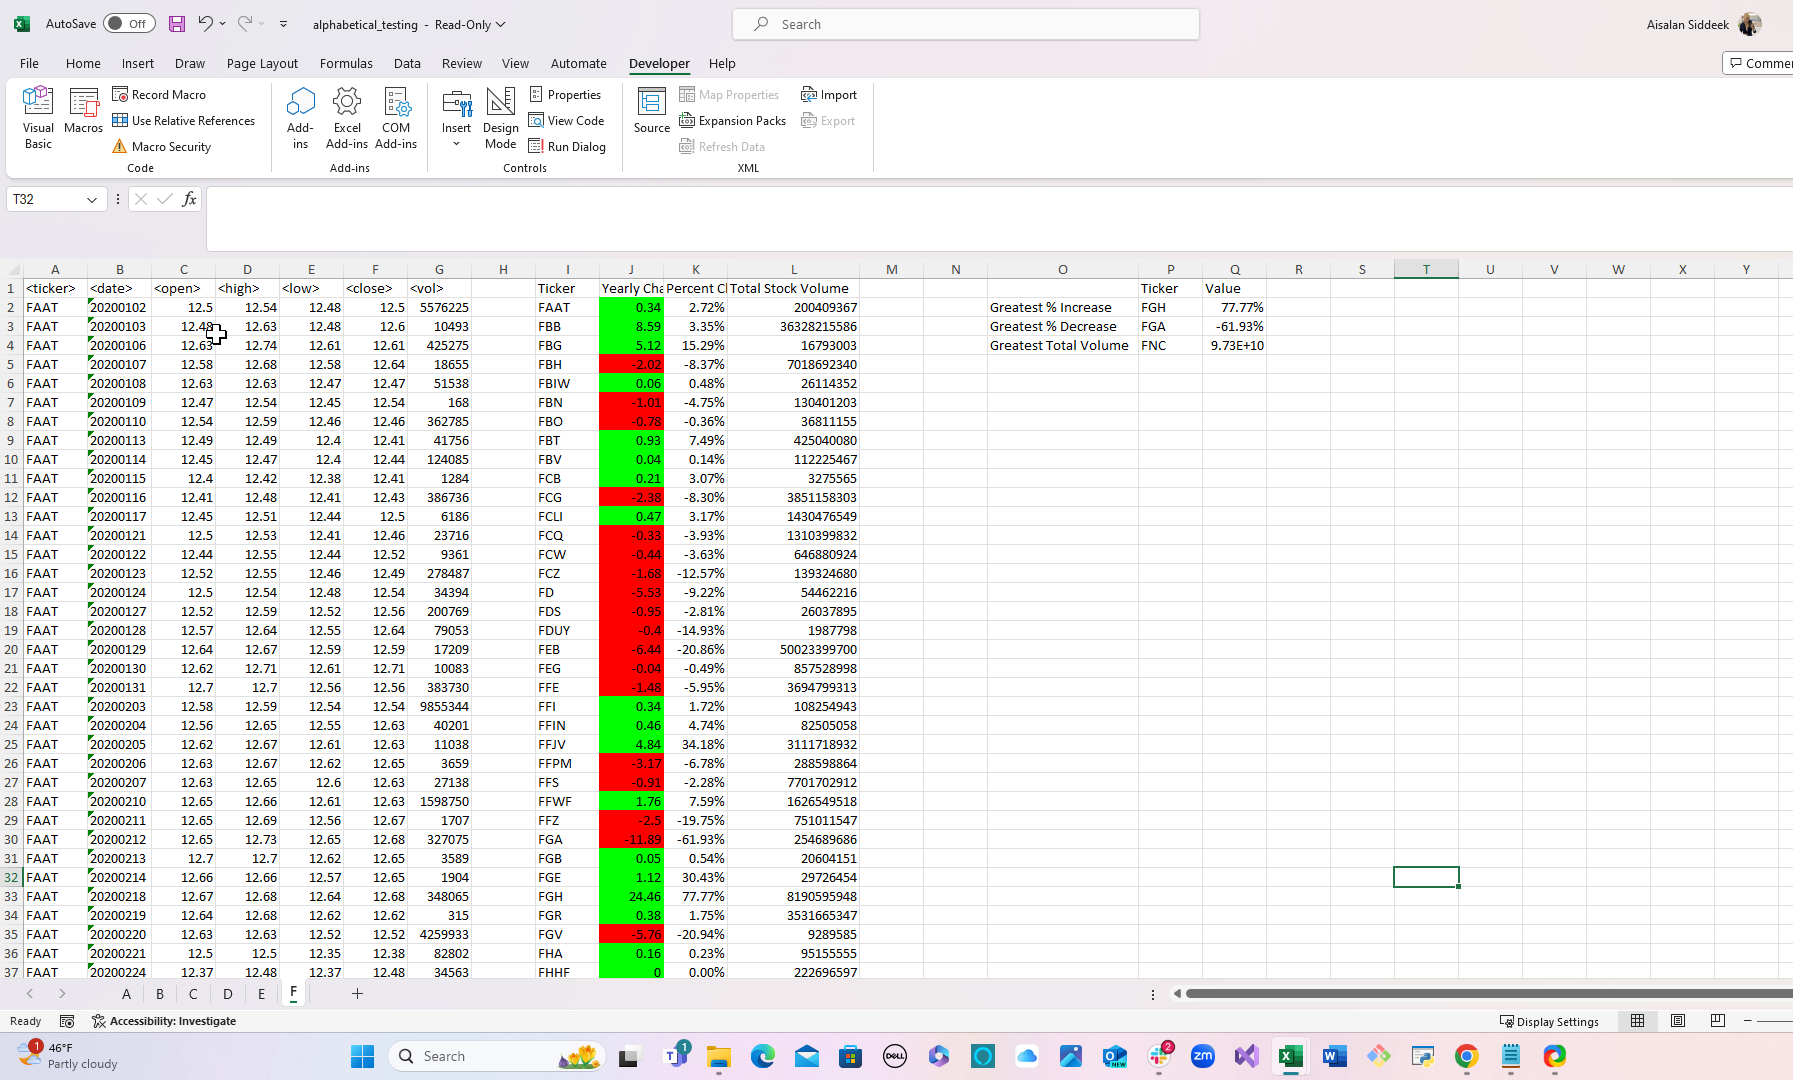 AutoSave Off alphabetical_testing - Read-Only Search Aisalan Siddeek
File Home Insert Draw Page Layout Formulas Data Review View Automate Developer Help
Visual Basic Macros Record Macro Use Relative References Macro Security Code
Add-ins Excel Add-ins COM Add-ins Add-ins
Insert Design Mode Properties View Code Run Dialog Controls
Source Map Properties Expansion Packs Refresh Data Import Export XML
T32 fx
A B C D E F G H I J K L M N O P Q R S T U V W X Y
1 <ticker> <date> <open> <high> <low> <close> <vol> Ticker Yearly Cha Percent Cl Total Stock Volume Ticker Value
2 FAAT 20200102 12.5 12.54 12.48 12.5 5576225 FAAT 0.34 2.72% 200409367 Greatest % Increase FGH 77.77%
3 FAAT 20200103 12.48 12.63 12.48 12.6 10493 FBB 8.59 3.35% 36328215586 Greatest % Decrease FGA -61.93%
4 FAAT 20200106 12.63 12.74 12.61 12.61 425275 FBG 5.12 15.29% 16793003 Greatest Total Volume FNC 9.73E+10
5 FAAT 20200107 12.58 12.68 12.58 12.64 18655 FBH -2.02 -8.37% 7018692340
6 FAAT 20200108 12.63 12.63 12.47 12.47 51538 FBIW 0.06 0.48% 26114352
7 FAAT 20200109 12.47 12.54 12.45 12.54 168 FBN -1.01 -4.75% 130401203
8 FAAT 20200110 12.54 12.59 12.46 12.46 362785 FBO -0.78 -0.36% 36811155
9 FAAT 20200113 12.49 12.49 12.4 12.41 41756 FBT 0.93 7.49% 425040080
10 FAAT 20200114 12.45 12.47 12.4 12.44 124085 FBV 0.04 0.14% 112225467
11 FAAT 20200115 12.4 12.42 12.38 12.41 1284 FCB 0.21 3.07% 3275565
12 FAAT 20200116 12.41 12.48 12.41 12.43 386736 FCG -2.38 -8.30% 3851158303
13 FAAT 20200117 12.45 12.51 12.44 12.5 6186 FCLI 0.47 3.17% 1430476549
14 FAAT 20200121 12.5 12.53 12.41 12.46 23716 FCQ -0.33 -3.93% 1310399832
15 FAAT 20200122 12.44 12.55 12.44 12.52 9361 FCW -0.44 -3.63% 646880924
16 FAAT 20200123 12.52 12.55 12.46 12.49 278487 FCZ -1.68 -12.57% 139324680
17 FAAT 20200124 12.5 12.54 12.48 12.54 34394 FD -5.53 -9.22% 54462216
18 FAAT 20200127 12.52 12.59 12.52 12.56 200769 FDS -0.95 -2.81% 26037895
19 FAAT 20200128 12.57 12.64 12.55 12.64 79053 FDUY -0.4 -14.93% 1987798
20 FAAT 20200129 12.64 12.67 12.59 12.59 17209 FEB -6.44 -20.86% 50023399700
21 FAAT 20200130 12.62 12.71 12.61 12.71 10083 FEG -0.04 -0.49% 857528998
22 FAAT 20200131 12.7 12.7 12.56 12.56 383730 FFE -1.48 -5.95% 3694799313
23 FAAT 20200203 12.58 12.59 12.54 12.54 9855344 FFI 0.34 1.72% 108254943
24 FAAT 20200204 12.56 12.65 12.55 12.63 40201 FFIN 0.46 4.74% 82505058
25 FAAT 20200205 12.62 12.67 12.61 12.63 11038 FFJV 4.84 34.18% 3111718932
26 FAAT 20200206 12.63 12.67 12.62 12.65 3659 FFPM -3.17 -6.78% 288598864
27 FAAT 20200207 12.63 12.65 12.6 12.63 27138 FFS -0.91 -2.28% 7701702912
28 FAAT 20200210 12.65 12.66 12.61 12.63 1598750 FFWF 1.76 7.59% 1626549518
29 FAAT 20200211 12.65 12.69 12.56 12.67 1707 FFZ -2.5 -19.75% 751011547
30 FAAT 20200212 12.65 12.73 12.65 12.68 327075 FGA -11.89 -61.93% 254689686
31 FAAT 20200213 12.7 12.7 12.62 12.65 3589 FGB 0.05 0.54% 20604151
32 FAAT 20200214 12.66 12.66 12.57 12.65 1904 FGE 1.12 30.43% 29726454
33 FAAT 20200218 12.67 12.68 12.64 12.68 348065 FGH 24.46 77.77% 8190595948
34 FAAT 20200219 12.64 12.68 12.62 12.62 315 FGR 0.38 1.75% 3531665347
35 FAAT 20200220 12.63 12.63 12.52 12.52 4259933 FGV -5.76 -20.94% 9289585
36 FAAT 20200221 12.5 12.5 12.35 12.38 82802 FHA 0.16 0.23% 95155555
37 FAAT 20200224 12.37 12.48 12.37 12.48 34563 FHHF 0 0.00% 222696597
A B C D E F
Ready Accessibility: Investigate Display Settings
1 46°F
Partly cloudy
Search 1 DELL NEW 2 zm